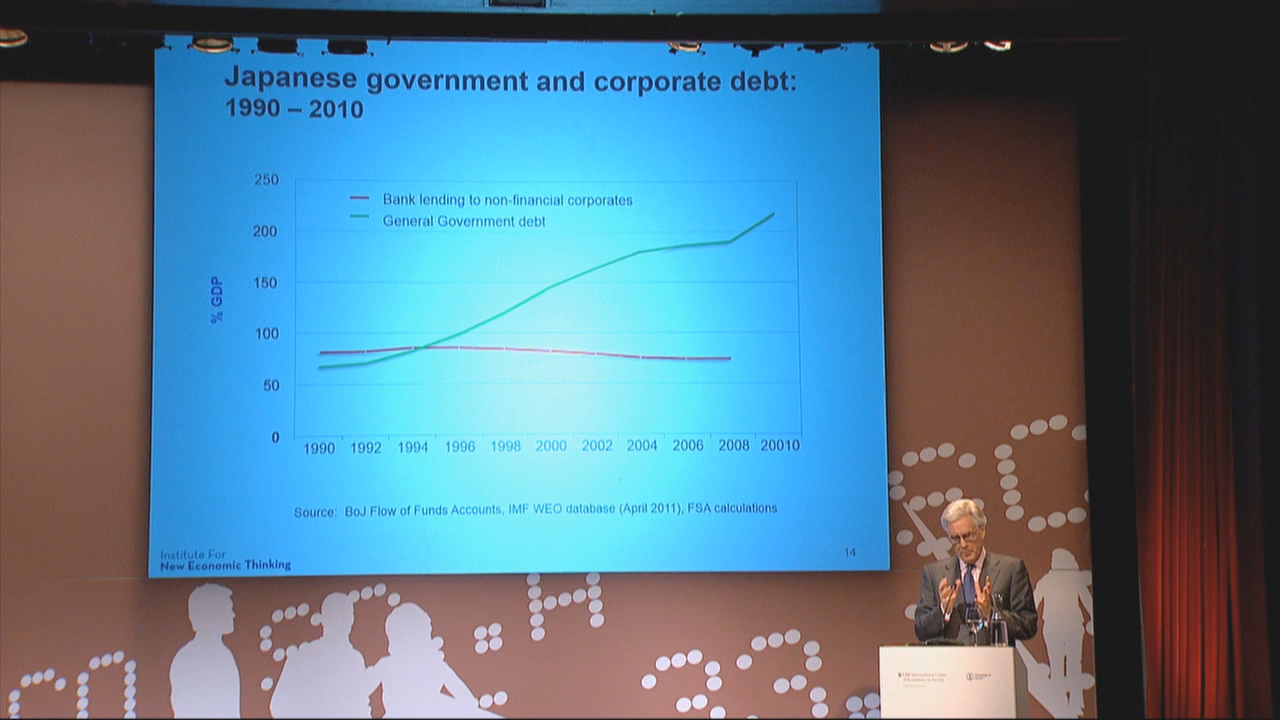 Japanese government and corporate debt:
1990 – 2010
250
Bank lending to non-financial corporates
General Government debt
200
150
% GDP
100
50
0
1990 1992 1994 1996 1998 2000 2002 2004 2006 2008 20010
Source: BoJ Flow of Funds Accounts, IMF WEO database (April 2011), FSA calculations
Institute For
New Economic Thinking
14